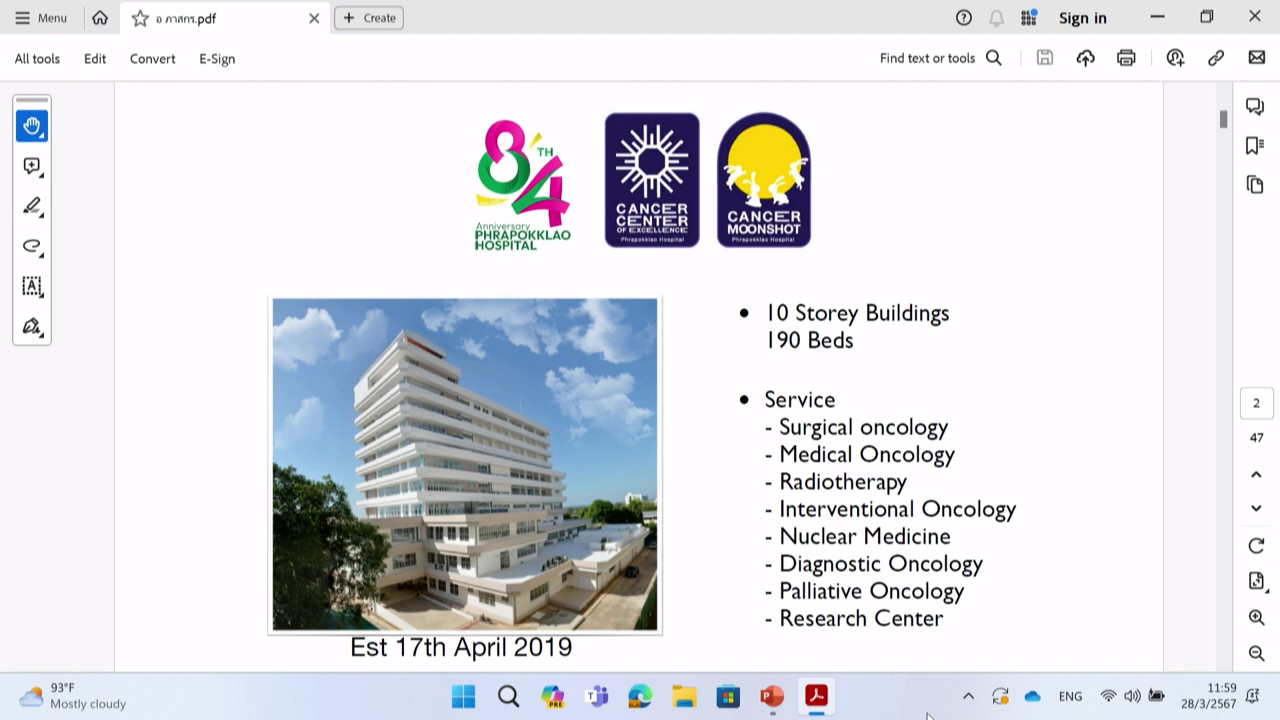 Menu
อ ภาสกร.pdf
Create
Sign in
All tools
Edit
Convert
E-Sign
Find text or tools
84TH
Anniversary
PHRAPOKKLAO
HOSPITAL
CANCER
CENTER
OF EXCELLENCE
Phrapokklao Hospital
CANCER
MOONSHOT
Phrapokklao Hospital
• 10 Storey Buildings
190 Beds
• Service
- Surgical oncology
- Medical Oncology
- Radiotherapy
- Interventional Oncology
- Nuclear Medicine
- Diagnostic Oncology
- Palliative Oncology
- Research Center
Est 17th April 2019
2
47
93°F
Mostly cloudy
PRE
ENG
11:59
28/3/2567